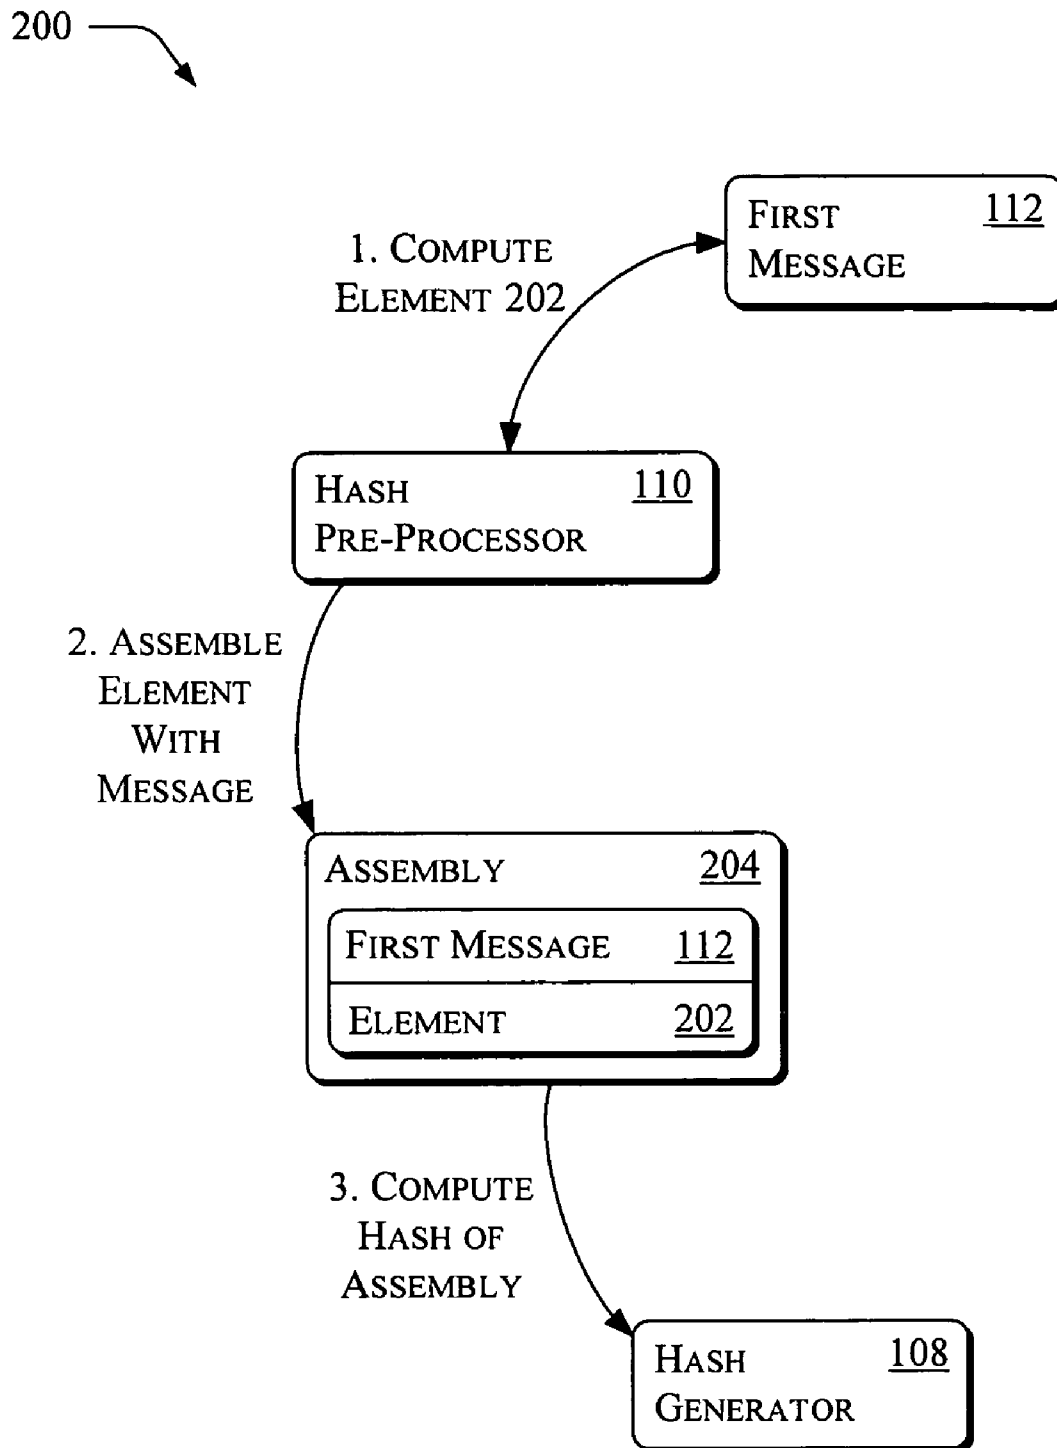 200
FIRST 112
MESSAGE
1. COMPUTE
ELEMENT 202
HASH 110
PRE-PROCESSOR
2. ASSEMBLE
ELEMENT
WITH
MESSAGE
ASSEMBLY 204
FIRST MESSAGE 112
ELEMENT 202
3. COMPUTE
HASH OF
ASSEMBLY
HASH 108
GENERATOR